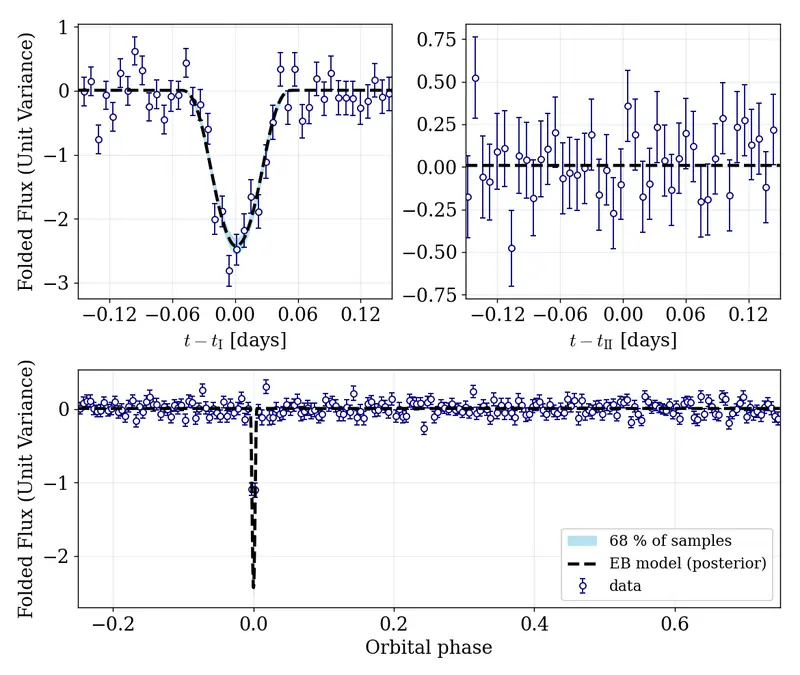 Folded Flux (Unit Variance)
1
0
−1
−2
−3
−0.12 −0.06 0.00 0.06 0.12
t − tI [days]
0.75
0.50
0.25
0.00
−0.25
−0.50
−0.75
−0.12 −0.06 0.00 0.06 0.12
t − tII [days]
Folded Flux (Unit Variance)
0
−1
−2
−0.2 0.0 0.2 0.4 0.6
Orbital phase
68 % of samples
EB model (posterior)
data